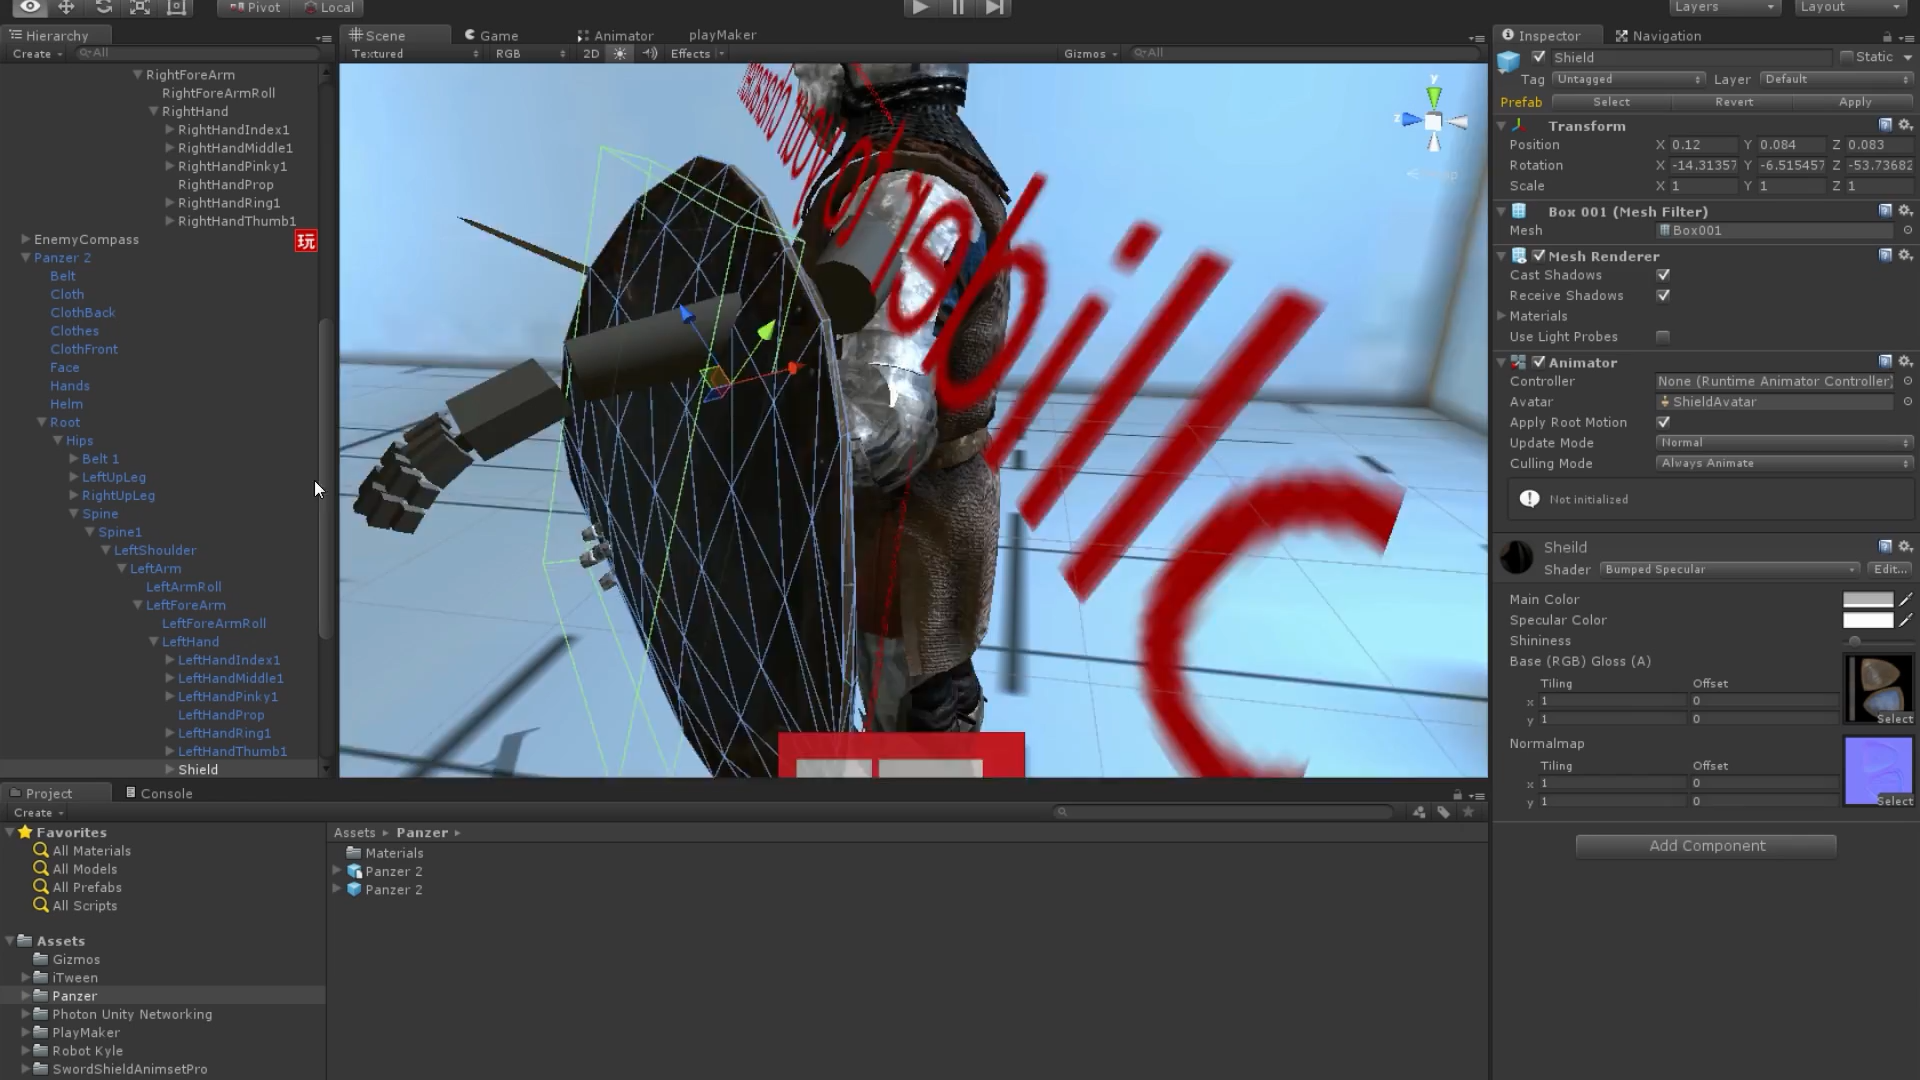 Pivot Local
Layers Layout
Hierarchy
Create All
RightForeArm
RightForeArmRoll
RightHand
RightHandIndex1
RightHandMiddle1
RightHandPinky1
RightHandProp
RightHandRing1
RightHandThumb1
EnemyCompass 玩
Panzer 2
Belt
Cloth
ClothBack
Clothes
ClothFront
Face
Hands
Helm
Root
Hips
Belt 1
LeftUpLeg
RightUpLeg
Spine
Spine1
LeftShoulder
LeftArm
LeftArmRoll
LeftForeArm
LeftForeArmRoll
LeftHand
LeftHandIndex1
LeftHandMiddle1
LeftHandPinky1
LeftHandProp
LeftHandRing1
LeftHandThumb1
Shield
Scene Game Animator playMaker
Textured RGB 2D Effects Gizmos All
y
z
Inspector Navigation
Shield Static
Tag Untagged Layer Default
Prefab Select Revert Apply
Transform
Position X 0.12 Y 0.084 Z 0.083
Rotation X -14.31357 Y -6.515457 Z -53.73682
Scale X 1 Y 1 Z 1
Box 001 (Mesh Filter)
Mesh Box001
Mesh Renderer
Cast Shadows
Receive Shadows
Materials
Use Light Probes
Animator
Controller None (Runtime Animator Controller)
Avatar ShieldAvatar
Apply Root Motion
Update Mode Normal
Culling Mode Always Animate
Not initialized
Sheild
Shader Bumped Specular Edit...
Main Color
Specular Color
Shininess
Base (RGB) Gloss (A)
Tiling Offset
x 1 0
y 1 0
Select
Normalmap
Tiling Offset
x 1 0
y 1 0
Select
Add Component
Project Console
Create
Favorites
All Materials
All Models
All Prefabs
All Scripts
Assets
Gizmos
iTween
Panzer
Photon Unity Networking
PlayMaker
Robot Kyle
SwordShieldAnimsetPro
Assets Panzer
Materials
Panzer 2
Panzer 2